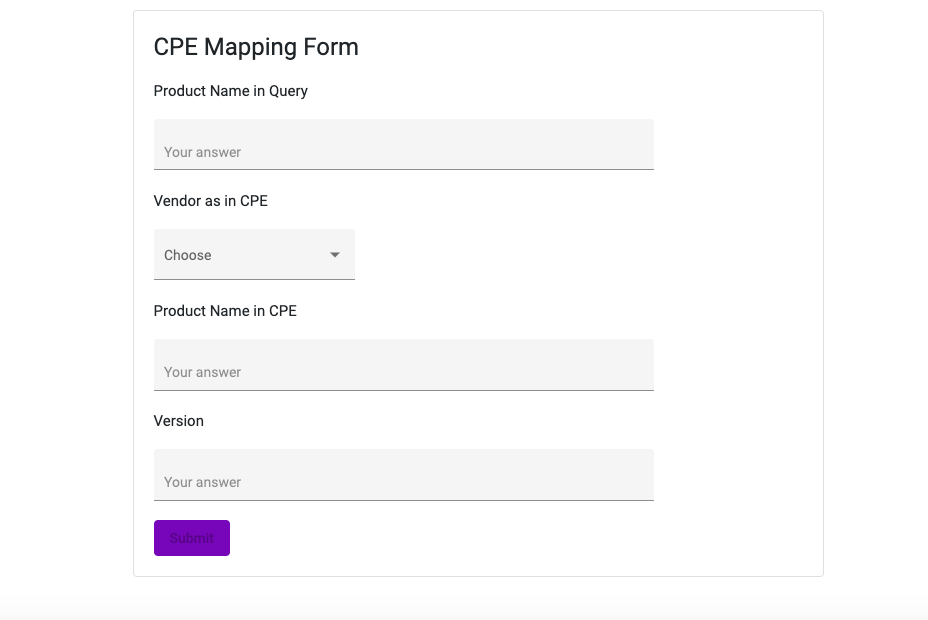 CPE Mapping Form
Product Name in Query
Your answer
Vendor as in CPE
Choose
Product Name in CPE
Your answer
Version
Your answer
Submit